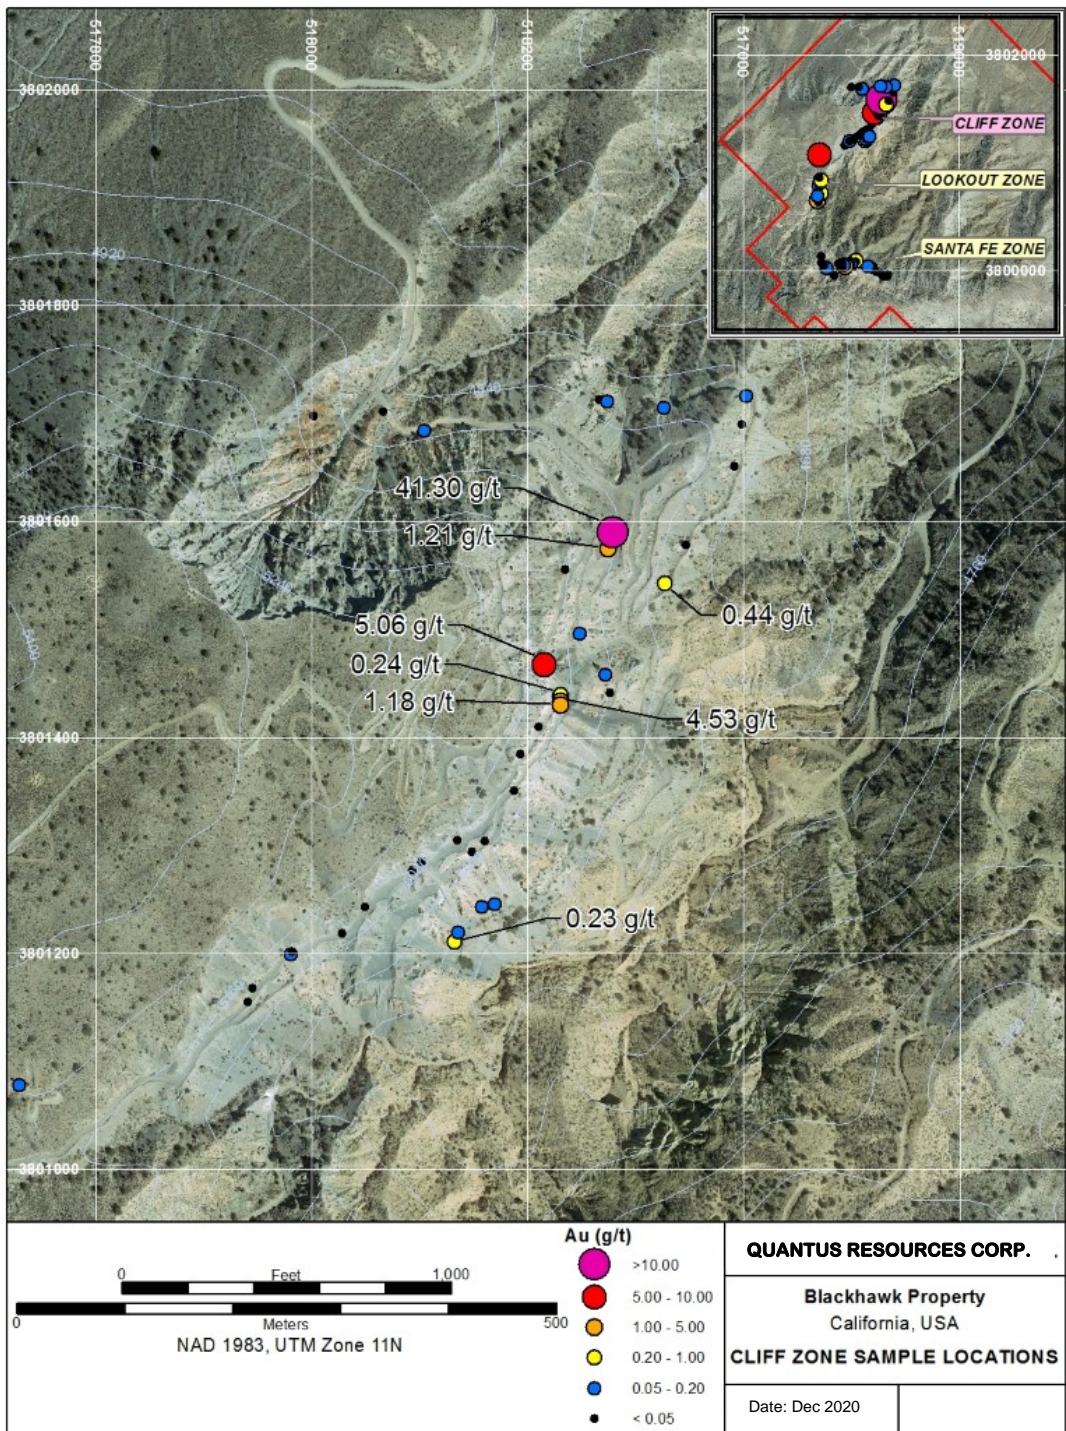 517800
518000
518200
3802000
3801800
3801600
3801400
3801200
3801000
4920
517000
519000
3802000
CLIFF ZONE
LOOKOUT ZONE
SANTA FE ZONE
3800000
41.30 g/t
1.21 g/t
0.44 g/t
5.06 g/t
0.24 g/t
1.18 g/t
4.53 g/t
0.23 g/t
0
Feet
1,000
0
Meters
500
NAD 1983, UTM Zone 11N
Au (g/t)
>10.00
5.00 - 10.00
1.00 - 5.00
0.20 - 1.00
0.05 - 0.20
< 0.05
QUANTUS RESOURCES CORP. .
Blackhawk Property
California, USA
CLIFF ZONE SAMPLE LOCATIONS
Date: Dec 2020